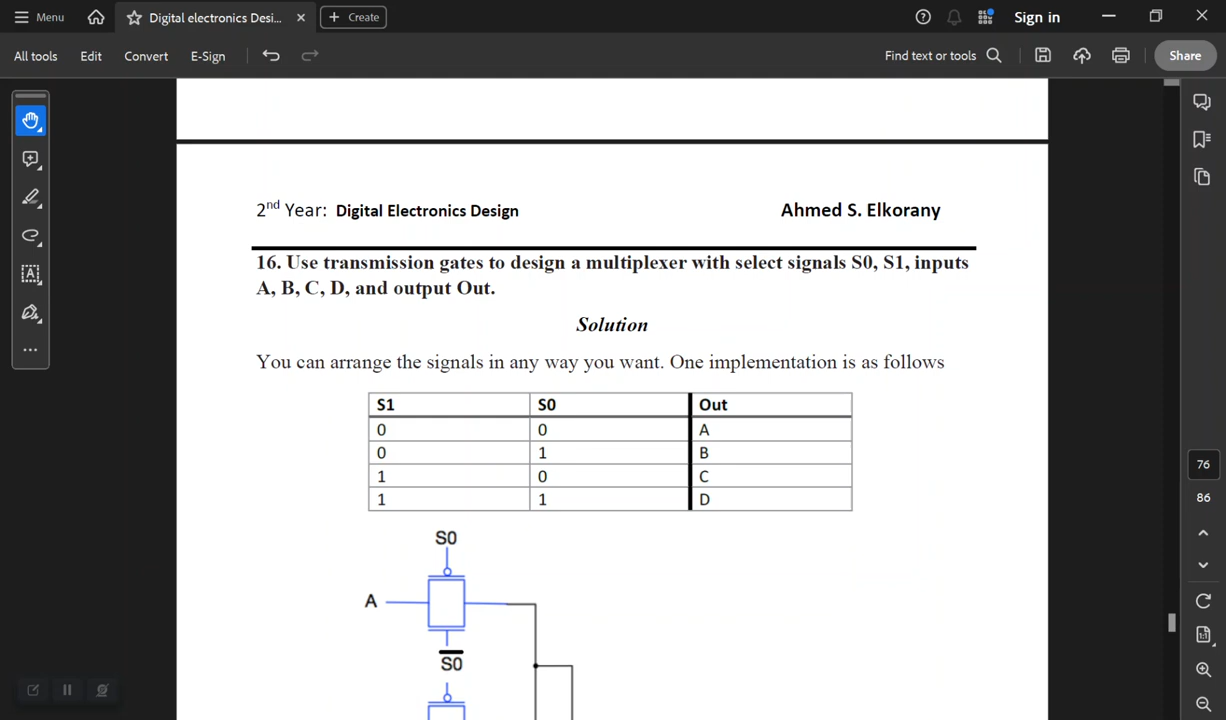 Menu
Digital electronics Desi...
Create
Sign in
All tools
Edit
Convert
E-Sign
Find text or tools
Share
2nd Year: Digital Electronics Design
Ahmed S. Elkorany
16. Use transmission gates to design a multiplexer with select signals S0, S1, inputs
A, B, C, D, and output Out.
Solution
You can arrange the signals in any way you want. One implementation is as follows
S1 S0 Out
0 0 A
0 1 B
1 0 C
1 1 D
S0
A
S0
76
86